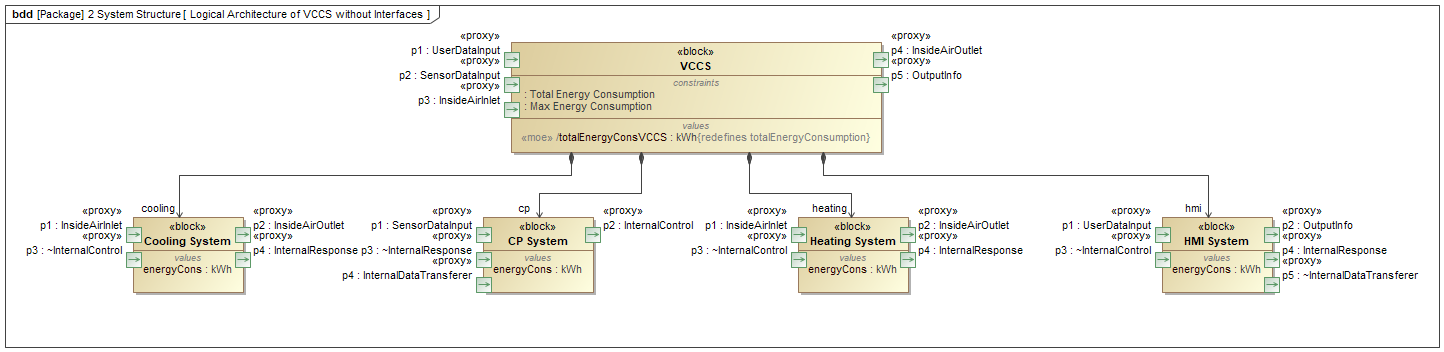 bdd [Package] 2 System Structure [ Logical Architecture of VCCS without Interfaces ]
«proxy»
p1 : UserDataInput
«proxy»
p2 : SensorDataInput
«proxy»
p3 : InsideAirInlet
«block»
VCCS
constraints
: Total Energy Consumption
: Max Energy Consumption
values
«moe» /totalEnergyConsVCCS : kWh{redefines totalEnergyConsumption}
«proxy»
p4 : InsideAirOutlet
«proxy»
p5 : OutputInfo
cooling
«proxy»
p1 : InsideAirInlet
«proxy»
p3 : ~InternalControl
«block»
Cooling System
values
energyCons : kWh
«proxy»
p2 : InsideAirOutlet
«proxy»
p4 : InternalResponse
cp
«proxy»
p1 : SensorDataInput
«proxy»
p3 : ~InternalResponse
«proxy»
p4 : InternalDataTransferer
«block»
CP System
values
energyCons : kWh
«proxy»
p2 : InternalControl
heating
«proxy»
p1 : InsideAirInlet
«proxy»
p3 : ~InternalControl
«block»
Heating System
values
energyCons : kWh
«proxy»
p2 : InsideAirOutlet
«proxy»
p4 : InternalResponse
hmi
«proxy»
p1 : UserDataInput
«proxy»
p3 : ~InternalControl
«block»
HMI System
values
energyCons : kWh
«proxy»
p2 : OutputInfo
«proxy»
p4 : InternalResponse
«proxy»
p5 : ~InternalDataTransferer